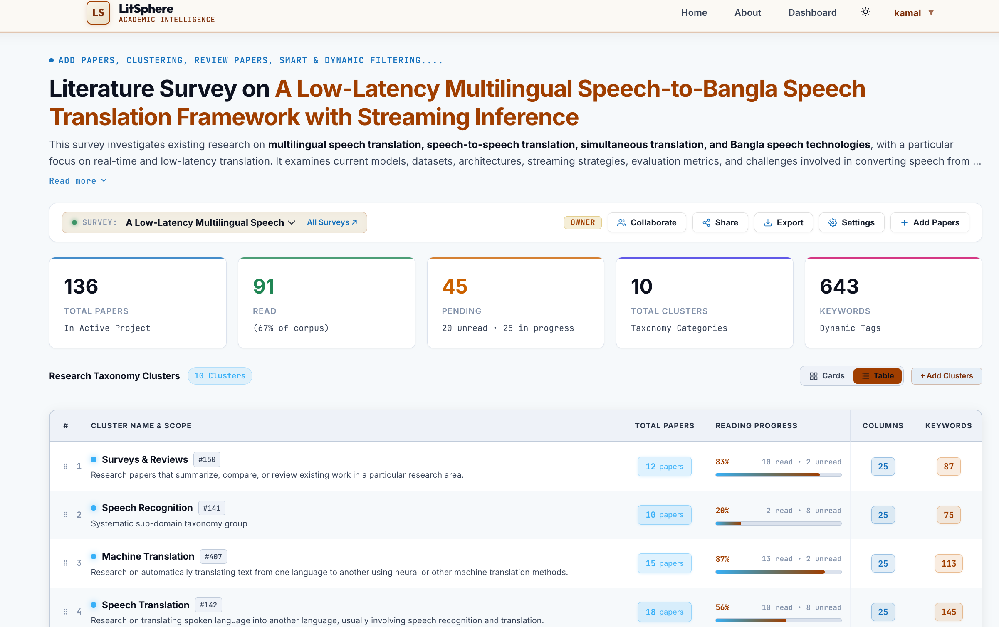 LS
LitSphere
ACADEMIC INTELLIGENCE
Home
About
Dashboard
kamal ▼
ADD PAPERS, CLUSTERING, REVIEW PAPERS, SMART & DYNAMIC FILTERING....
Literature Survey on A Low-Latency Multilingual Speech-to-Bangla Speech
Translation Framework with Streaming Inference
This survey investigates existing research on multilingual speech translation, speech-to-speech translation, simultaneous translation, and Bangla speech technologies, with a particular
focus on real-time and low-latency translation. It examines current models, datasets, architectures, streaming strategies, evaluation metrics, and challenges involved in converting speech from ...
Read more
SURVEY: A Low-Latency Multilingual Speech All Surveys ↗
OWNER
Collaborate
Share
Export
Settings
+ Add Papers
136
TOTAL PAPERS
In Active Project
91
READ
(67% of corpus)
45
PENDING
20 unread • 25 in progress
10
TOTAL CLUSTERS
Taxonomy Categories
643
KEYWORDS
Dynamic Tags
Research Taxonomy Clusters
10 Clusters
Cards
Table
+ Add Clusters
# CLUSTER NAME & SCOPE TOTAL PAPERS READING PROGRESS COLUMNS KEYWORDS
1 Surveys & Reviews #150
Research papers that summarize, compare, or review existing work in a particular research area.
12 papers
83% 10 read • 2 unread
25
87
2 Speech Recognition #141
Systematic sub-domain taxonomy group
10 papers
20% 2 read • 8 unread
25
75
3 Machine Translation #407
Research on automatically translating text from one language to another using neural or other machine translation methods.
15 papers
87% 13 read • 2 unread
25
113
4 Speech Translation #142
Research on translating spoken language into another language, usually involving speech recognition and translation.
18 papers
56% 10 read • 8 unread
25
145